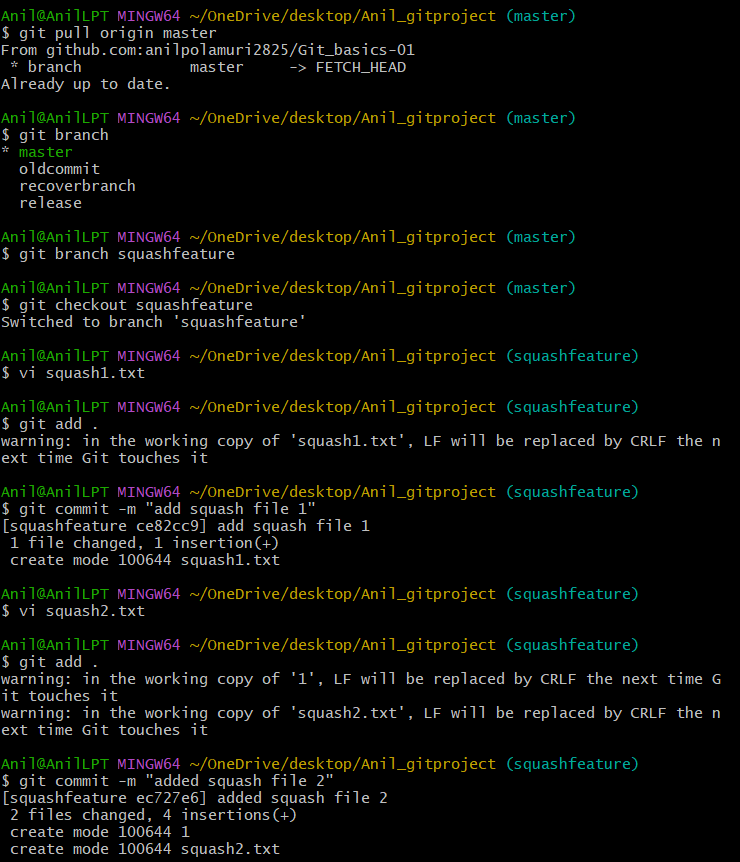 Anil@AnilLPT MINGW64 ~/OneDrive/desktop/Anil_gitproject (master)
$ git pull origin master
From github.com:anilpolamuri2825/Git_basics-01
 * branch            master     -> FETCH_HEAD
Already up to date.

Anil@AnilLPT MINGW64 ~/OneDrive/desktop/Anil_gitproject (master)
$ git branch
* master
  oldcommit
  recoverbranch
  release

Anil@AnilLPT MINGW64 ~/OneDrive/desktop/Anil_gitproject (master)
$ git branch squashfeature

Anil@AnilLPT MINGW64 ~/OneDrive/desktop/Anil_gitproject (master)
$ git checkout squashfeature
Switched to branch 'squashfeature'

Anil@AnilLPT MINGW64 ~/OneDrive/desktop/Anil_gitproject (squashfeature)
$ vi squash1.txt

Anil@AnilLPT MINGW64 ~/OneDrive/desktop/Anil_gitproject (squashfeature)
$ git add .
warning: in the working copy of 'squash1.txt', LF will be replaced by CRLF the n
ext time Git touches it

Anil@AnilLPT MINGW64 ~/OneDrive/desktop/Anil_gitproject (squashfeature)
$ git commit -m "add squash file 1"
[squashfeature ce82cc9] add squash file 1
 1 file changed, 1 insertion(+)
 create mode 100644 squash1.txt

Anil@AnilLPT MINGW64 ~/OneDrive/desktop/Anil_gitproject (squashfeature)
$ vi squash2.txt

Anil@AnilLPT MINGW64 ~/OneDrive/desktop/Anil_gitproject (squashfeature)
$ git add .
warning: in the working copy of '1', LF will be replaced by CRLF the next time G
it touches it
warning: in the working copy of 'squash2.txt', LF will be replaced by CRLF the n
ext time Git touches it

Anil@AnilLPT MINGW64 ~/OneDrive/desktop/Anil_gitproject (squashfeature)
$ git commit -m "added squash file 2"
[squashfeature ec727e6] added squash file 2
 2 files changed, 4 insertions(+)
 create mode 100644 1
 create mode 100644 squash2.txt